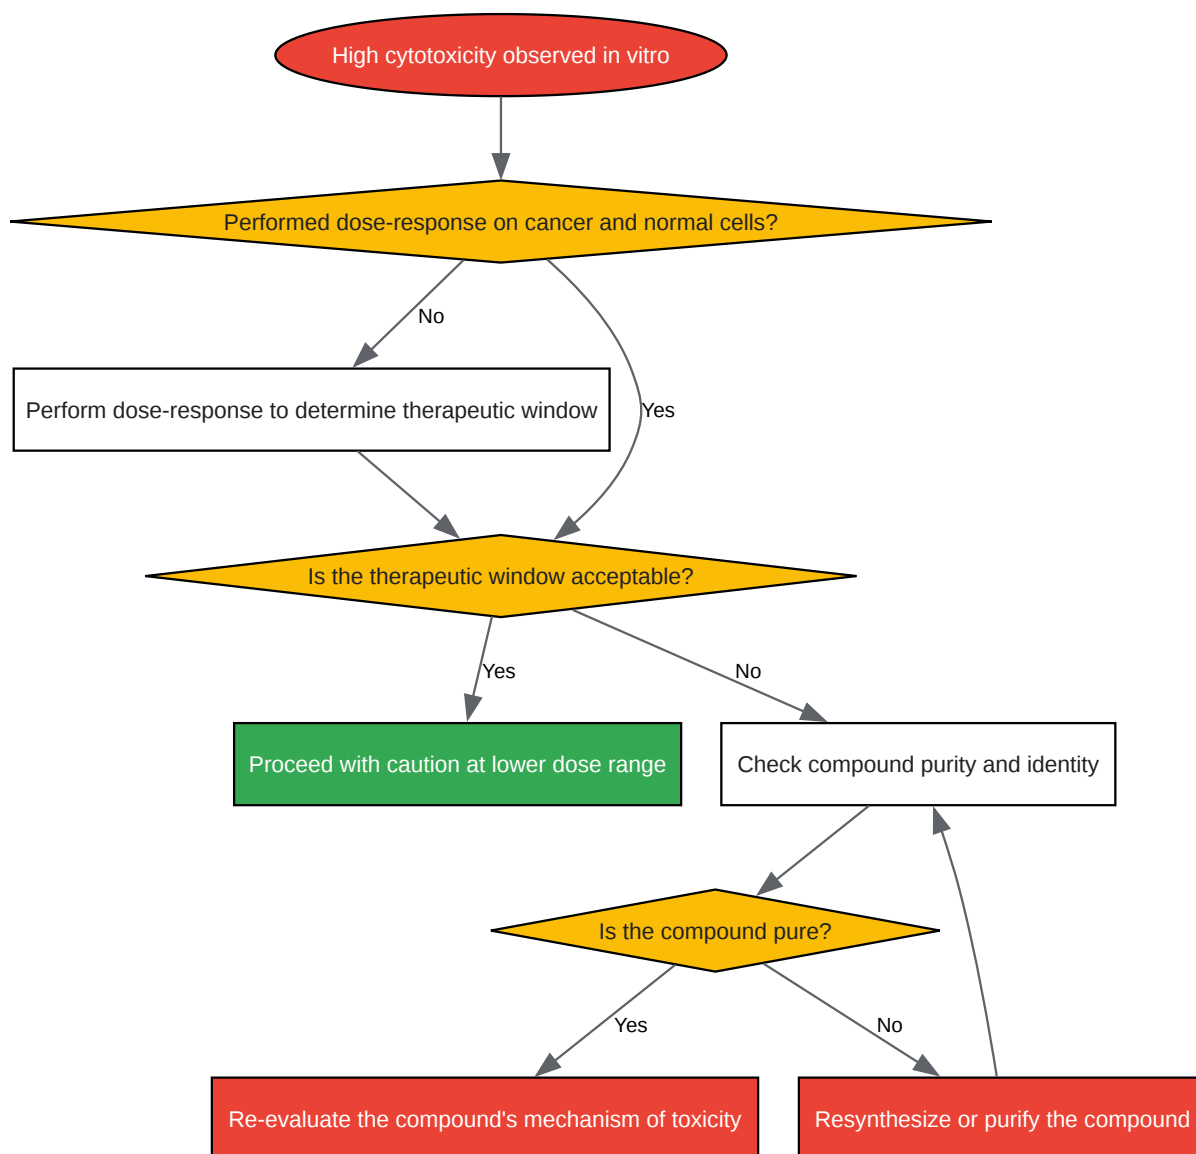 High cytotoxicity observed in vitro
Performed dose-response on cancer and normal cells?
No
Perform dose-response to determine therapeutic window
Yes
Is the therapeutic window acceptable?
Yes
No
Proceed with caution at lower dose range
Check compound purity and identity
Is the compound pure?
Yes
No
Re-evaluate the compound's mechanism of toxicity
Resynthesize or purify the compound